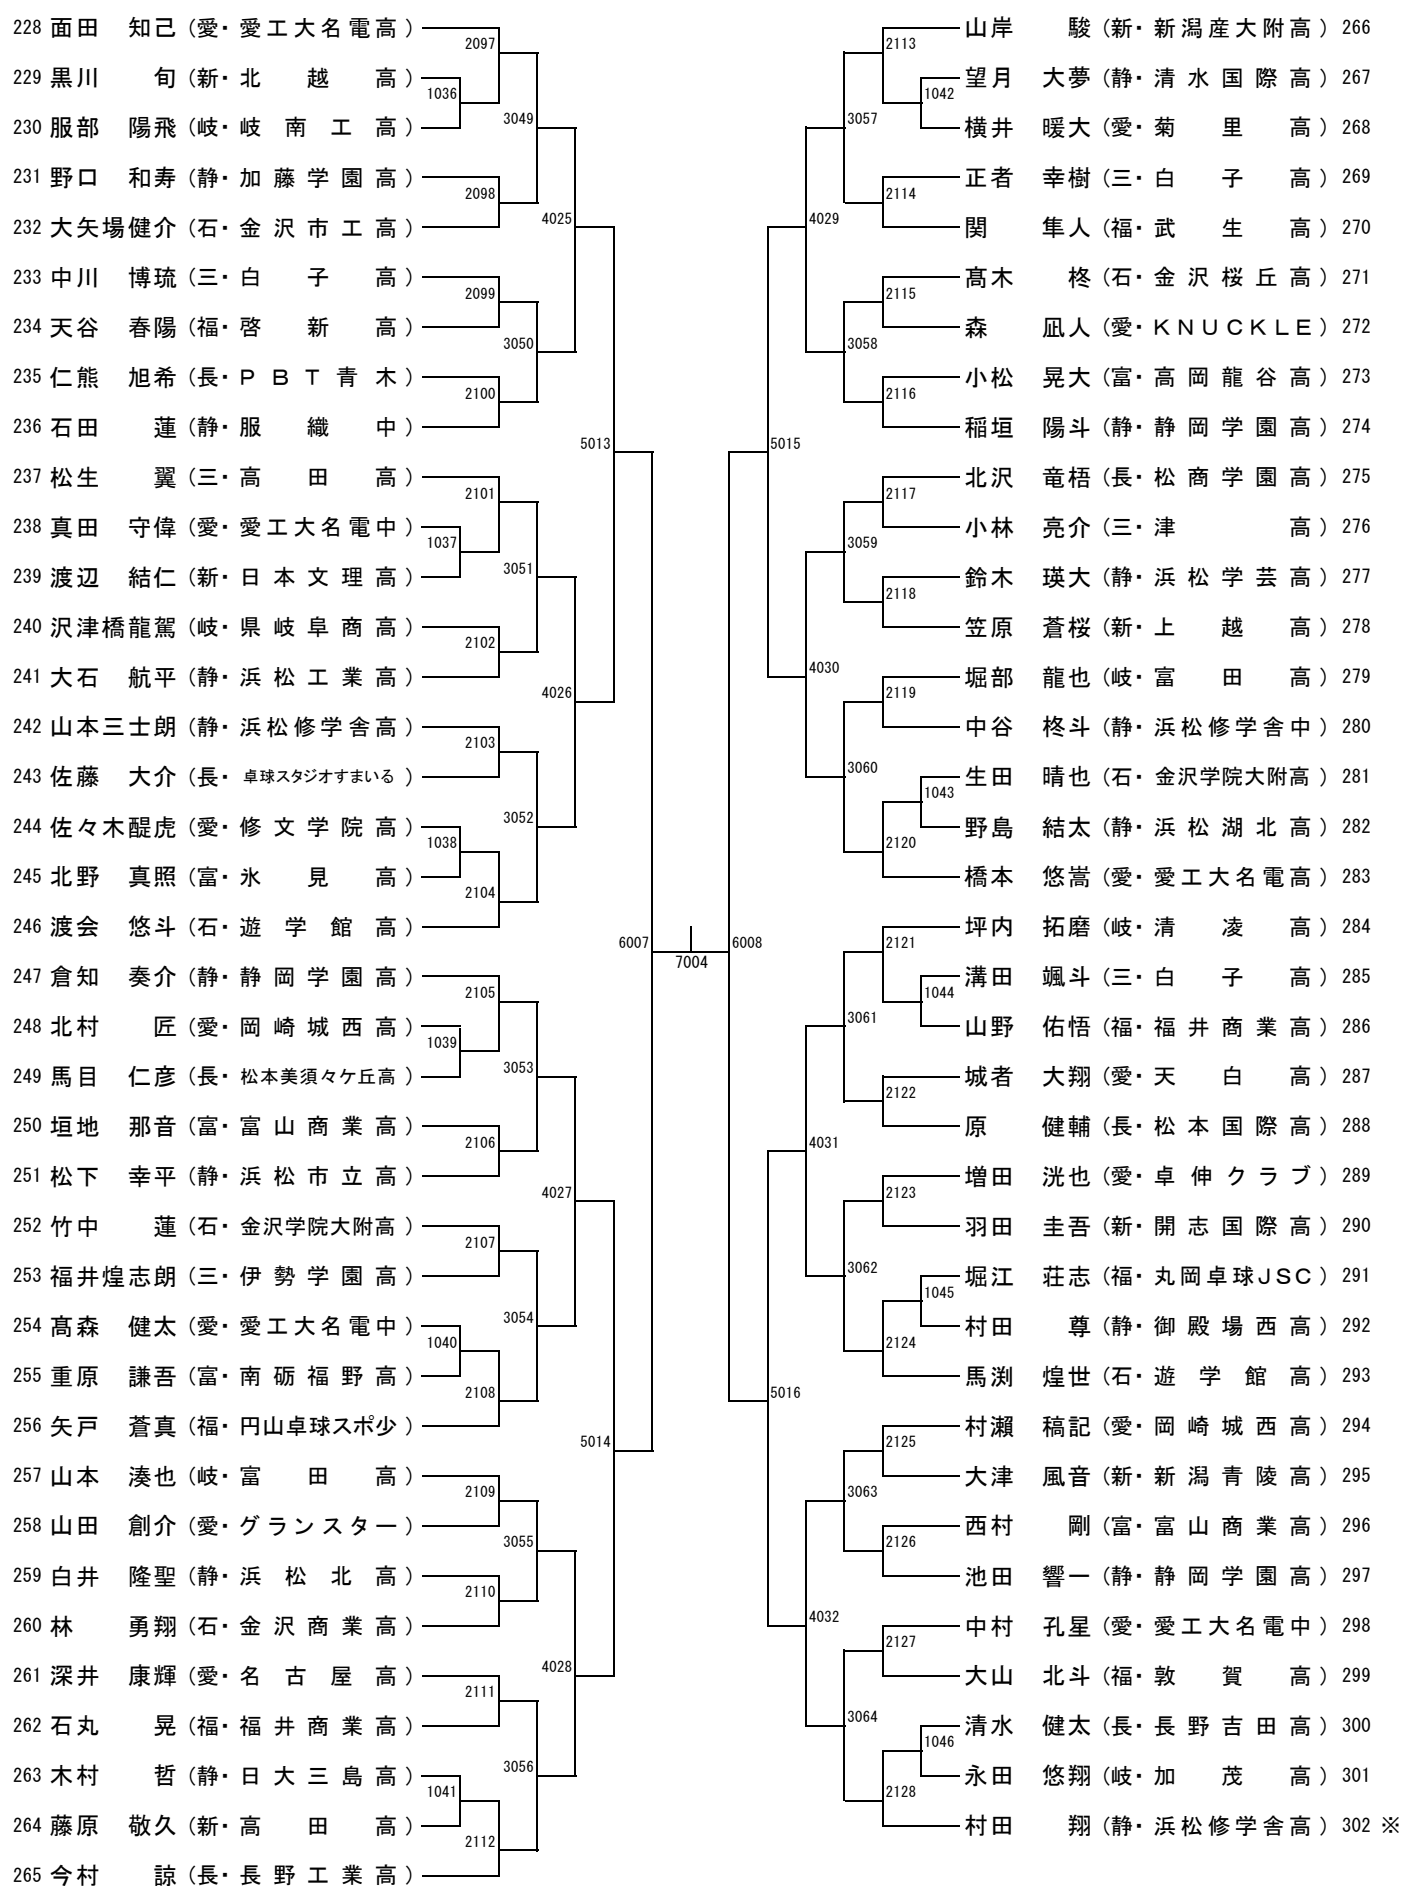 228 面田 知己 (愛・愛工大名電高)
229 黒川 旬 (新・北越高)
230 服部 陽飛 (岐・岐南工高)
231 野口 和寿 (静・加藤学園高)
232 大矢場健介 (石・金沢市工高)
233 中川 博琉 (三・白子高)
234 天谷 春陽 (福・啓新高)
235 仁熊 旭希 (長・PBT青木)
236 石田 蓮 (静・服織中)
237 松生 翼 (三・高田高)
238 真田 守偉 (愛・愛工大名電中)
239 渡辺 結仁 (新・日本文理高)
240 沢津橋龍駕 (岐・県岐阜商高)
241 大石 航平 (静・浜松工業高)
242 山本三士朗 (静・浜松修学舎高)
243 佐藤 大介 (長・卓球スタジオすまいる)
244 佐々木醍虎 (愛・修文学院高)
245 北野 真照 (富・氷見高)
246 渡会 悠斗 (石・遊学館高)
247 倉知 奏介 (静・静岡学園高)
248 北村 匠 (愛・岡崎城西高)
249 馬目 仁彦 (長・松本美須々ケ丘高)
250 垣地 那音 (富・富山商業高)
251 松下 幸平 (静・浜松市立高)
252 竹中 蓮 (石・金沢学院大附高)
253 福井煌志朗 (三・伊勢学園高)
254 髙森 健太 (愛・愛工大名電中)
255 重原 謙吾 (富・南砺福野高)
256 矢戸 蒼真 (福・円山卓球スポ少)
257 山本 湊也 (岐・富田高)
258 山田 創介 (愛・グランスター)
259 白井 隆聖 (静・浜松北高)
260 林 勇翔 (石・金沢商業高)
261 深井 康輝 (愛・名古屋高)
262 石丸 晃 (福・福井商業高)
263 木村 哲 (静・日大三島高)
264 藤原 敬久 (新・高田高)
265 今村 諒 (長・長野工業高)
1036
1037
1038
1039
1040
1041
2097
2098
2099
2100
2101
2102
2103
2104
2105
2106
2107
2108
2109
2110
2111
2112
3049
3050
3051
3052
3053
3054
3055
3056
4025
4026
4027
4028
5013
5014
6007
7004
6008
5015
5016
4029
4030
4031
4032
3057
3058
3059
3060
3061
3062
3063
3064
2113
2114
2115
2116
2117
2118
2119
2120
2121
2122
2123
2124
2125
2126
2127
2128
1042
1043
1044
1045
1046
山岸 駿 (新・新潟産大附高) 266
望月 大夢 (静・清水国際高) 267
横井 暖大 (愛・菊里高) 268
正者 幸樹 (三・白子高) 269
関 隼人 (福・武生高) 270
髙木 柊 (石・金沢桜丘高) 271
森 凪人 (愛・KNUCKLE) 272
小松 晃大 (富・高岡龍谷高) 273
稲垣 陽斗 (静・静岡学園高) 274
北沢 竜梧 (長・松商学園高) 275
小林 亮介 (三・津高) 276
鈴木 瑛大 (静・浜松学芸高) 277
笠原 蒼桜 (新・上越高) 278
堀部 龍也 (岐・富田高) 279
中谷 柊斗 (静・浜松修学舎中) 280
生田 晴也 (石・金沢学院大附高) 281
野島 結太 (静・浜松湖北高) 282
橋本 悠嵩 (愛・愛工大名電高) 283
坪内 拓磨 (岐・清凌高) 284
溝田 颯斗 (三・白子高) 285
山野 佑悟 (福・福井商業高) 286
城者 大翔 (愛・天白高) 287
原 健輔 (長・松本国際高) 288
増田 洸也 (愛・卓伸クラブ) 289
羽田 圭吾 (新・開志国際高) 290
堀江 荘志 (福・丸岡卓球JSC) 291
村田 尊 (静・御殿場西高) 292
馬渕 煌世 (石・遊学館高) 293
村瀬 稿記 (愛・岡崎城西高) 294
大津 風音 (新・新潟青陵高) 295
西村 剛 (富・富山商業高) 296
池田 響一 (静・静岡学園高) 297
中村 孔星 (愛・愛工大名電中) 298
大山 北斗 (福・敦賀高) 299
清水 健太 (長・長野吉田高) 300
永田 悠翔 (岐・加茂高) 301
村田 翔 (静・浜松修学舎高) 302 ※